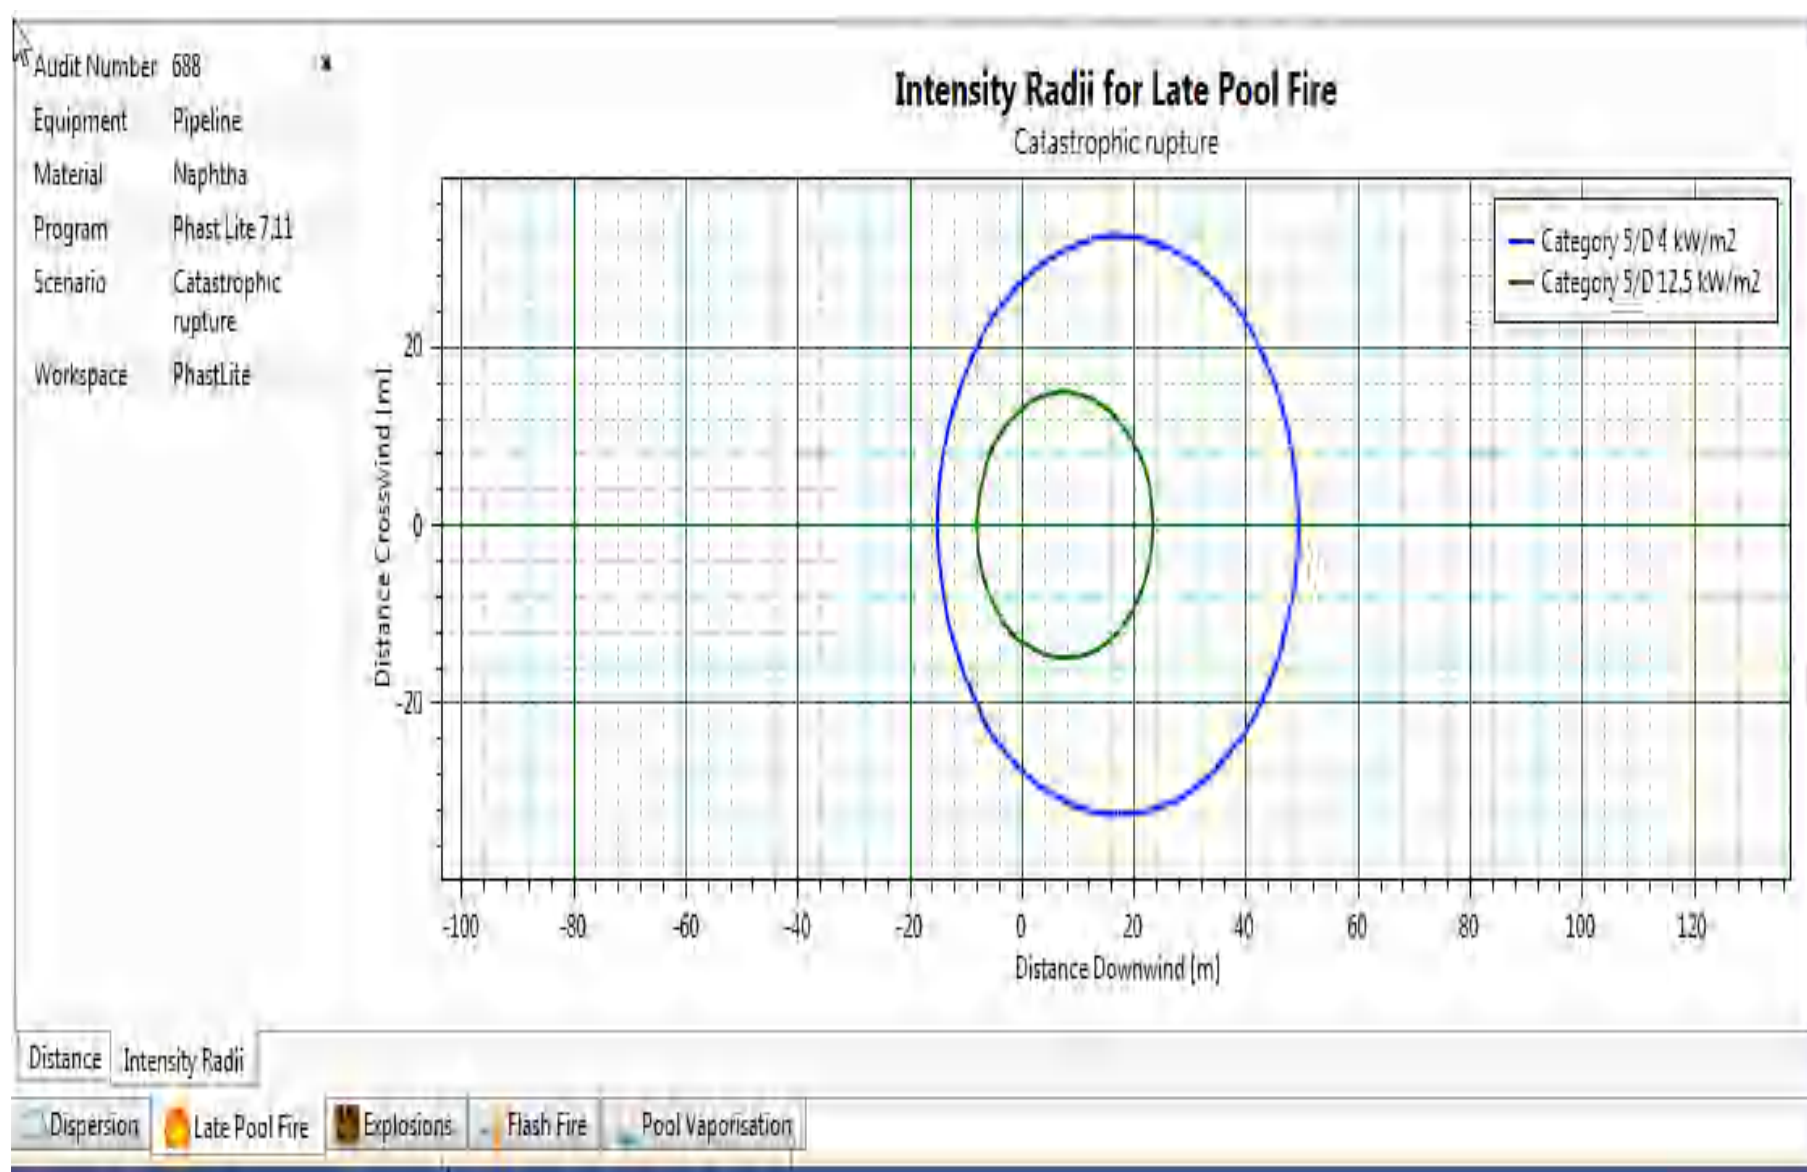 Audit Number 688
Equipment Pipeline
Material Naphtha
Program Phast Lite 7.11
Scenario Catastrophic
rupture
Workspace PhastLite
Intensity Radii for Late Pool Fire
Catastrophic rupture
Category 5/D 4 kW/m2
Category 5/D 12.5 kW/m2
Distance Crosswind [m]
20
0
-20
-100 -80 -60 -40 -20 0 20 40 60 80 100 120
Distance Downwind [m]
Distance Intensity Radii
Dispersion Late Pool Fire Explosions Flash Fire Pool Vaporisation